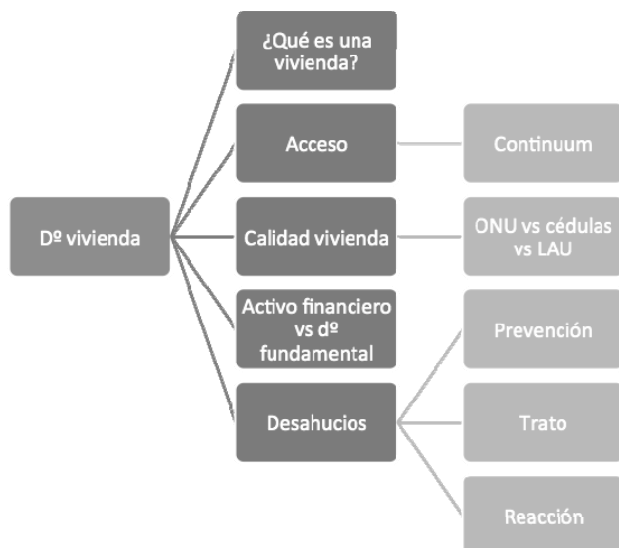 Dº vivienda
¿Qué es una
vivienda?
Acceso
Continuum
Calidad vivienda
ONU vs cédulas
vs LAU
Activo financiero
vs dº
fundamental
Desahucios
Prevención
Trato
Reacción